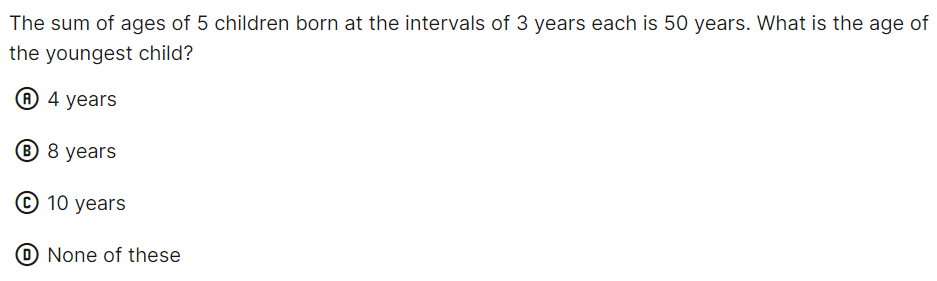 The sum of ages of 5 children born at the intervals of 3 years each is 50 years. What is the age of
the youngest child?
A 4 years
B 8 years
C 10 years
D None of these